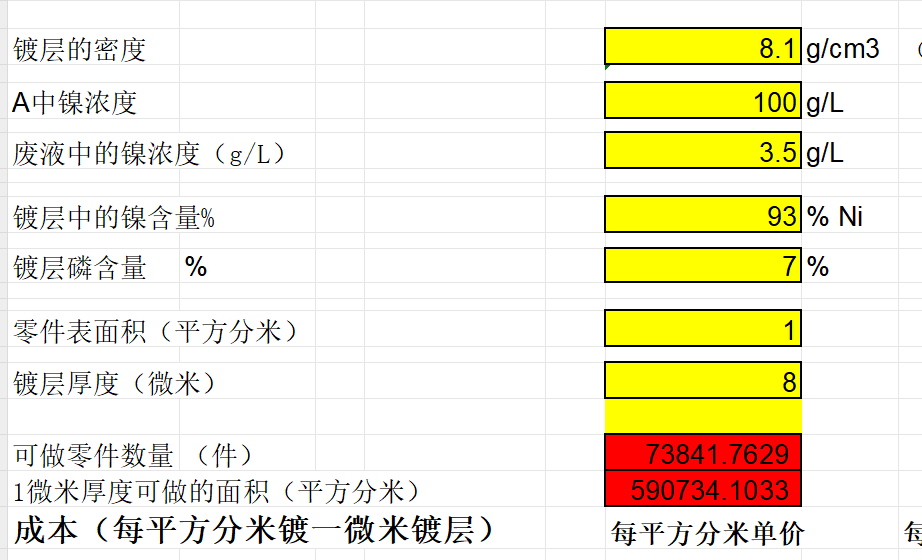 镀层的密度 8.1 g/cm3
A中镍浓度 100 g/L
废液中的镍浓度（g/L） 3.5 g/L
镀层中的镍含量% 93 % Ni
镀层磷含量 % 7 %
零件表面积（平方分米） 1
镀层厚度（微米） 8
可做零件数量 （件） 73841.7629
1微米厚度可做的面积（平方分米） 590734.1033
成本（每平方分米镀一微米镀层） 每平方分米单价